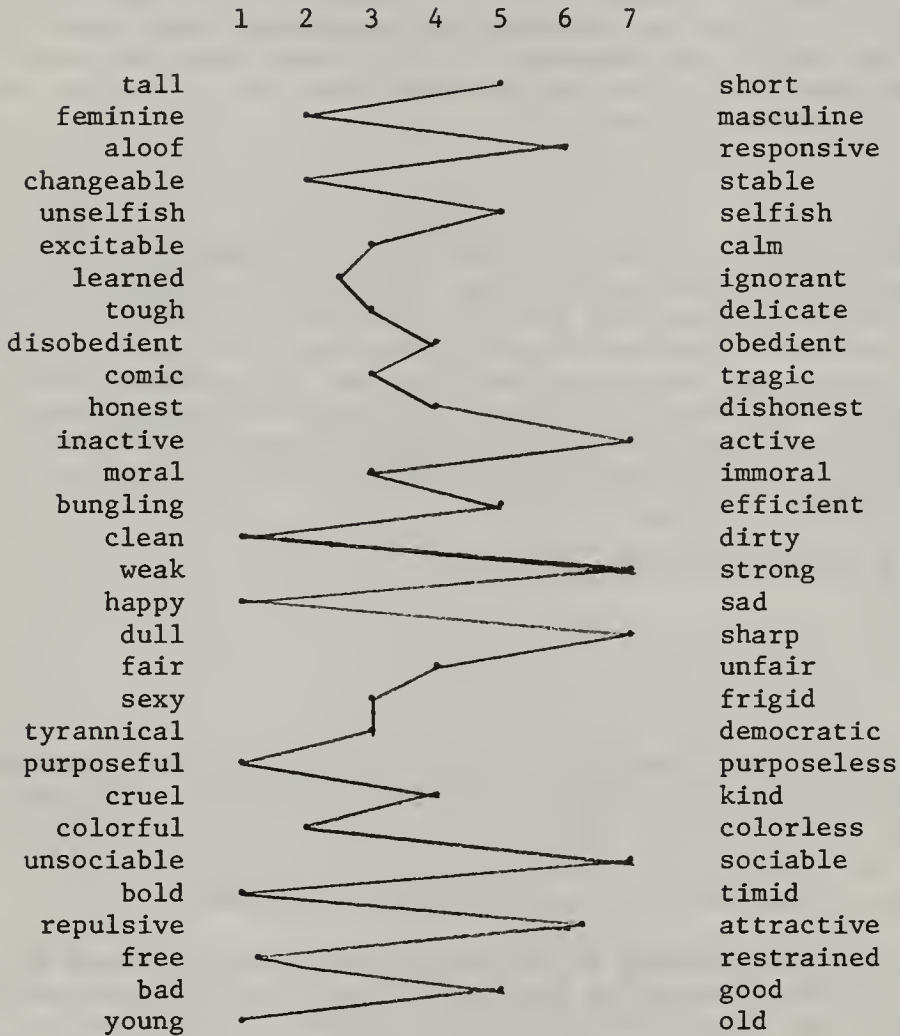 1 2 3 4 5 6 7
tall short
feminine masculine
aloof responsive
changeable stable
unselfish selfish
excitable calm
learned ignorant
tough delicate
disobedient obedient
comic tragic
honest dishonest
inactive active
moral immoral
bungling efficient
clean dirty
weak strong
happy sad
dull sharp
fair unfair
sexy frigid
tyrannical democratic
purposeful purposeless
cruel kind
colorful colorless
unsociable sociable
bold timid
repulsive attractive
free restrained
bad good
young old